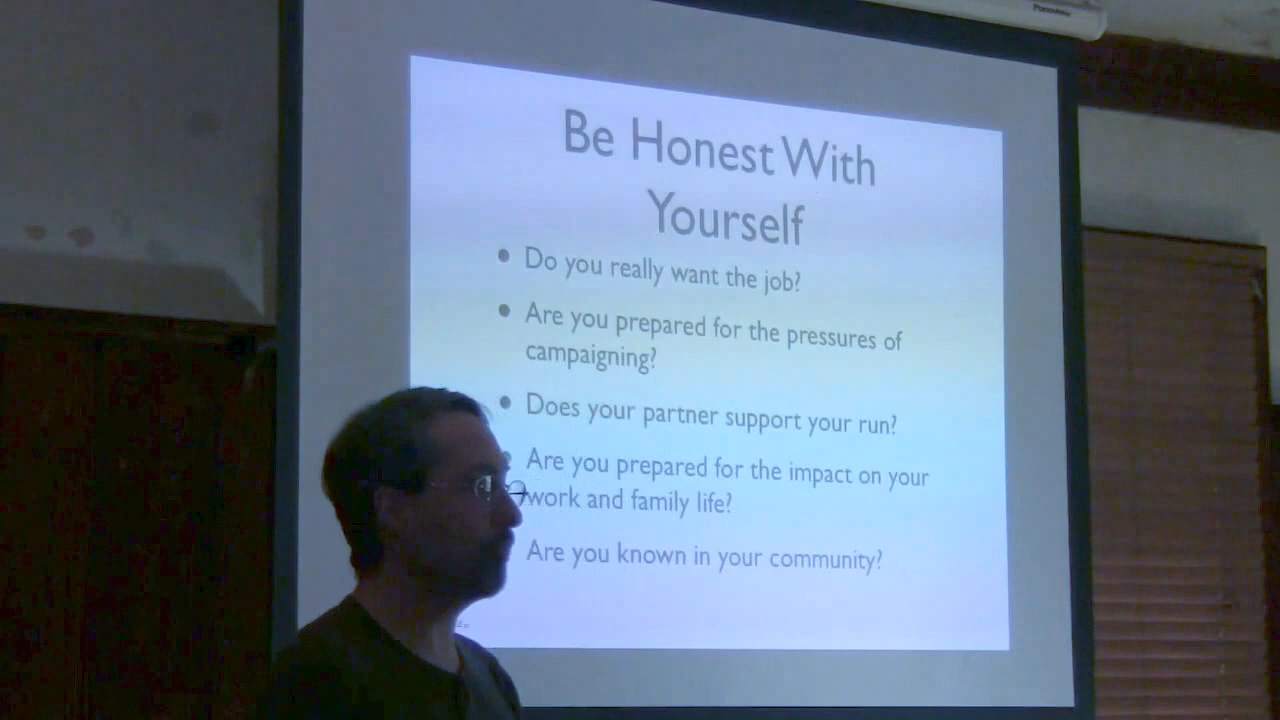 Panoview
Be Honest With
Yourself
• Do you really want the job?
• Are you prepared for the pressures of
campaigning?
• Does your partner support your run?
• Are you prepared for the impact on your
work and family life?
Are you known in your community?